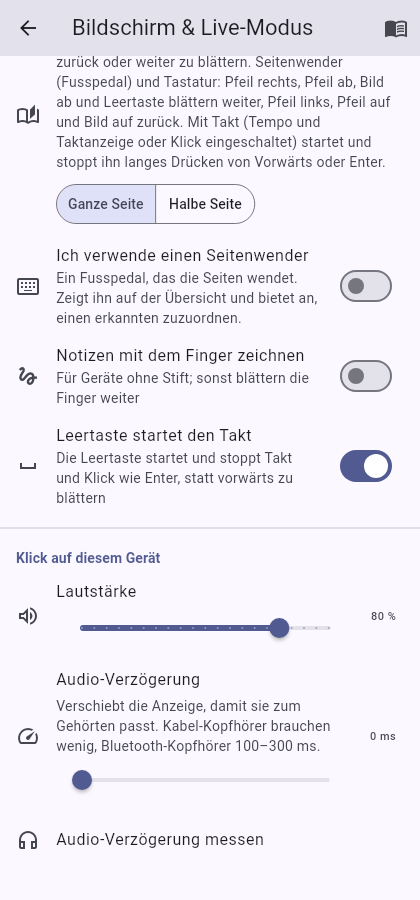 Bildschirm & Live-Modus
zurück oder weiter zu blättern. Seitenwender
(Fusspedal) und Tastatur: Pfeil rechts, Pfeil ab, Bild
ab und Leertaste blättern weiter, Pfeil links, Pfeil auf
und Bild auf zurück. Mit Takt (Tempo und
Taktanzeige oder Klick eingeschaltet) startet und
stoppt ihn langes Drücken von Vorwärts oder Enter.
Ganze Seite Halbe Seite
Ich verwende einen Seitenwender
Ein Fusspedal, das die Seiten wendet.
Zeigt ihn auf der Übersicht und bietet an,
einen erkannten zuzuordnen.
Notizen mit dem Finger zeichnen
Für Geräte ohne Stift; sonst blättern die
Finger weiter
Leertaste startet den Takt
Die Leertaste startet und stoppt Takt
und Klick wie Enter, statt vorwärts zu
blättern
Klick auf diesem Gerät
Lautstärke
80 %
Audio-Verzögerung
Verschiebt die Anzeige, damit sie zum
Gehörten passt. Kabel-Kopfhörer brauchen
wenig, Bluetooth-Kopfhörer 100–300 ms.
0 ms
Audio-Verzögerung messen